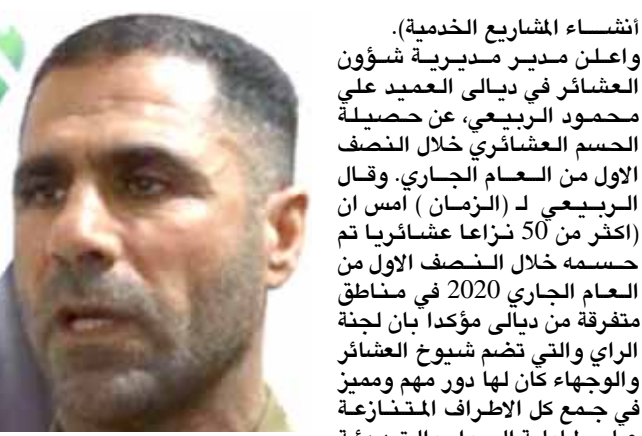 أنشاء المشاريع الخدمية).
واعلن مدير مديرية شؤون
العشائر في ديالى العميد علي
محمود الربيعي، عن حصيلة
الحسم العشائري خلال النصف
الاول من العام الجاري. وقال
الربيعي لـ (الزمان ) امس ان
(اكثر من 50 نزاعا عشائريا تم
حسمه خلال النصف الاول من
العام الجاري 2020 في مناطق
متفرقة من ديالى مؤكدا بان لجنة
الراي والتي تضم شيوخ العشائر
والوجهاء كان لها دور مهم ومميز
في جمع كل الاطراف المتنازعة